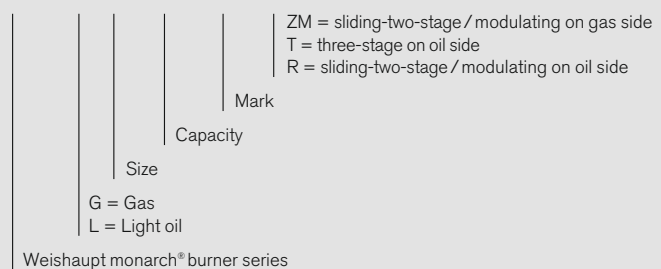 ZM = sliding-two-stage / modulating on gas side
T = three-stage on oil side
R = sliding-two-stage / modulating on oil side
Mark
Capacity
Size
G = Gas
L = Light oil
Weishaupt monarch® burner series